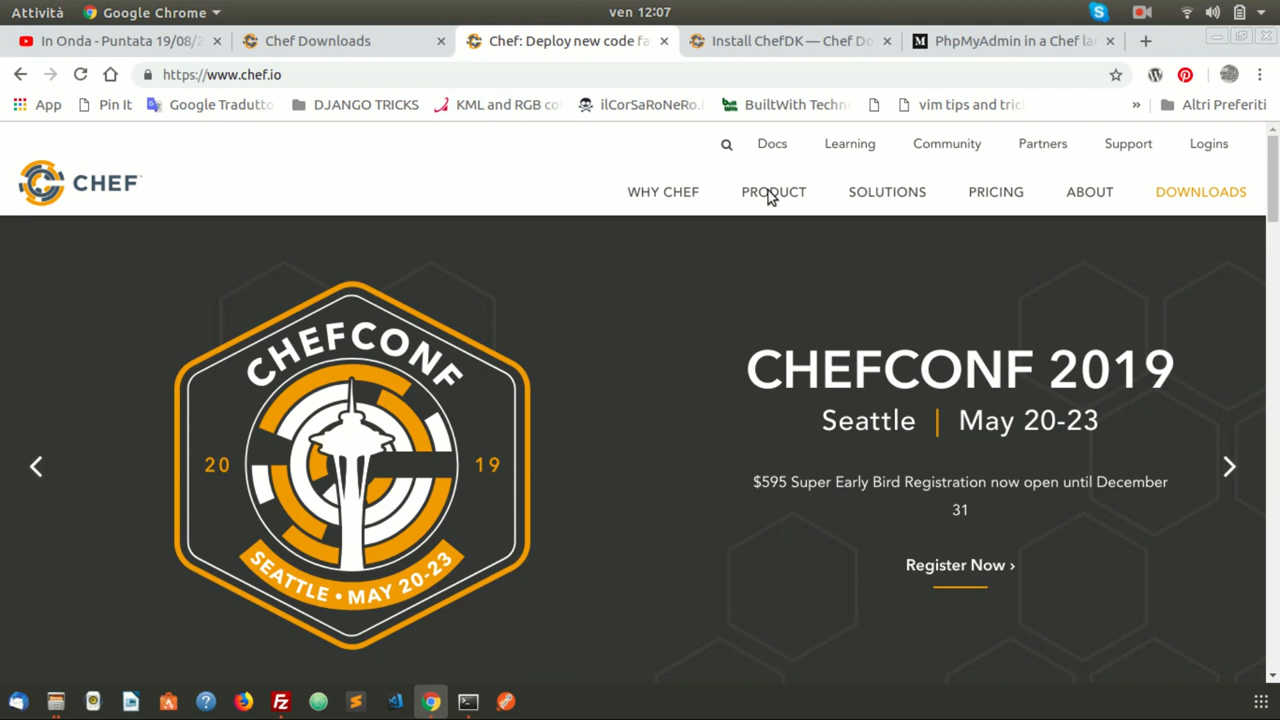 Attività
Google Chrome
ven 12:07
In Onda - Puntata 19/08/2
Chef Downloads
Chef: Deploy new code fa
Install ChefDK — Chef Do
PhpMyAdmin in a Chef la
https://www.chef.io
App
Pin It
Google Tradutto
DJANGO TRICKS
KML and RGB co
ilCorSaRoNeRo.i
BuiltWith Techn
vim tips and tric
»
Altri Preferiti
Docs
Learning
Community
Partners
Support
Logins
CHEF
WHY CHEF
PRODUCT
SOLUTIONS
PRICING
ABOUT
DOWNLOADS
CHEFCONF
20
19
SEATTLE • MAY 20-23
CHEFCONF 2019
Seattle | May 20-23
$595 Super Early Bird Registration now open until December
31
Register Now ›